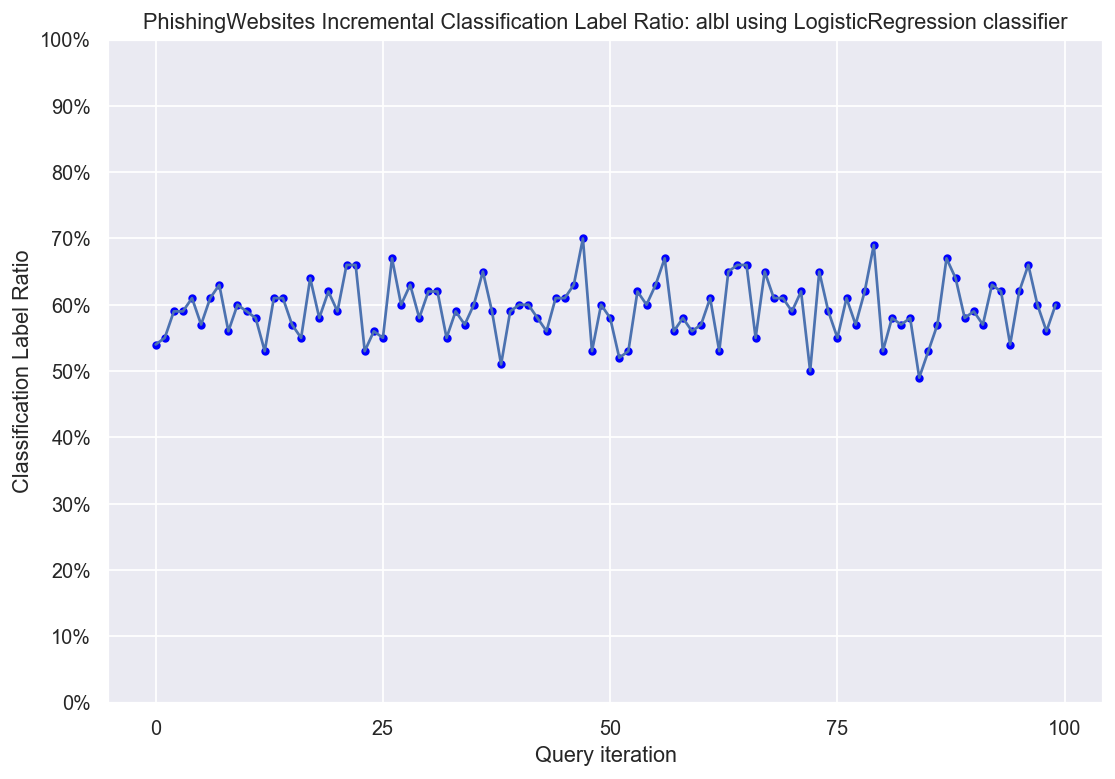 PhishingWebsites Incremental Classification Label Ratio: albl using LogisticRegression classifier
100%
90%
80%
70%
60%
50%
40%
30%
20%
10%
0%
Classification Label Ratio
0 25 50 75 100
Query iteration